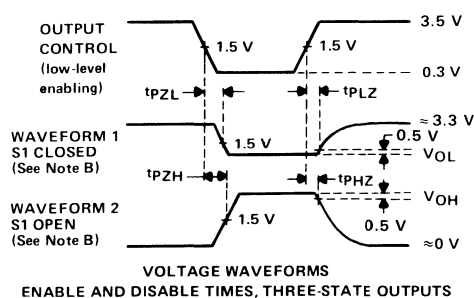 OUTPUT
CONTROL
(low-level
enabling)
1.5 V
1.5 V
3.5 V
0.3 V
tPZL
tPLZ
WAVEFORM 1
S1 CLOSED
(See Note B)
1.5 V
≈3.3 V
0.5 V
VOL
tPZH
tPHZ
WAVEFORM 2
S1 OPEN
(See Note B)
1.5 V
VOH
0.5 V
≈0 V
VOLTAGE WAVEFORMS
ENABLE AND DISABLE TIMES, THREE-STATE OUTPUTS